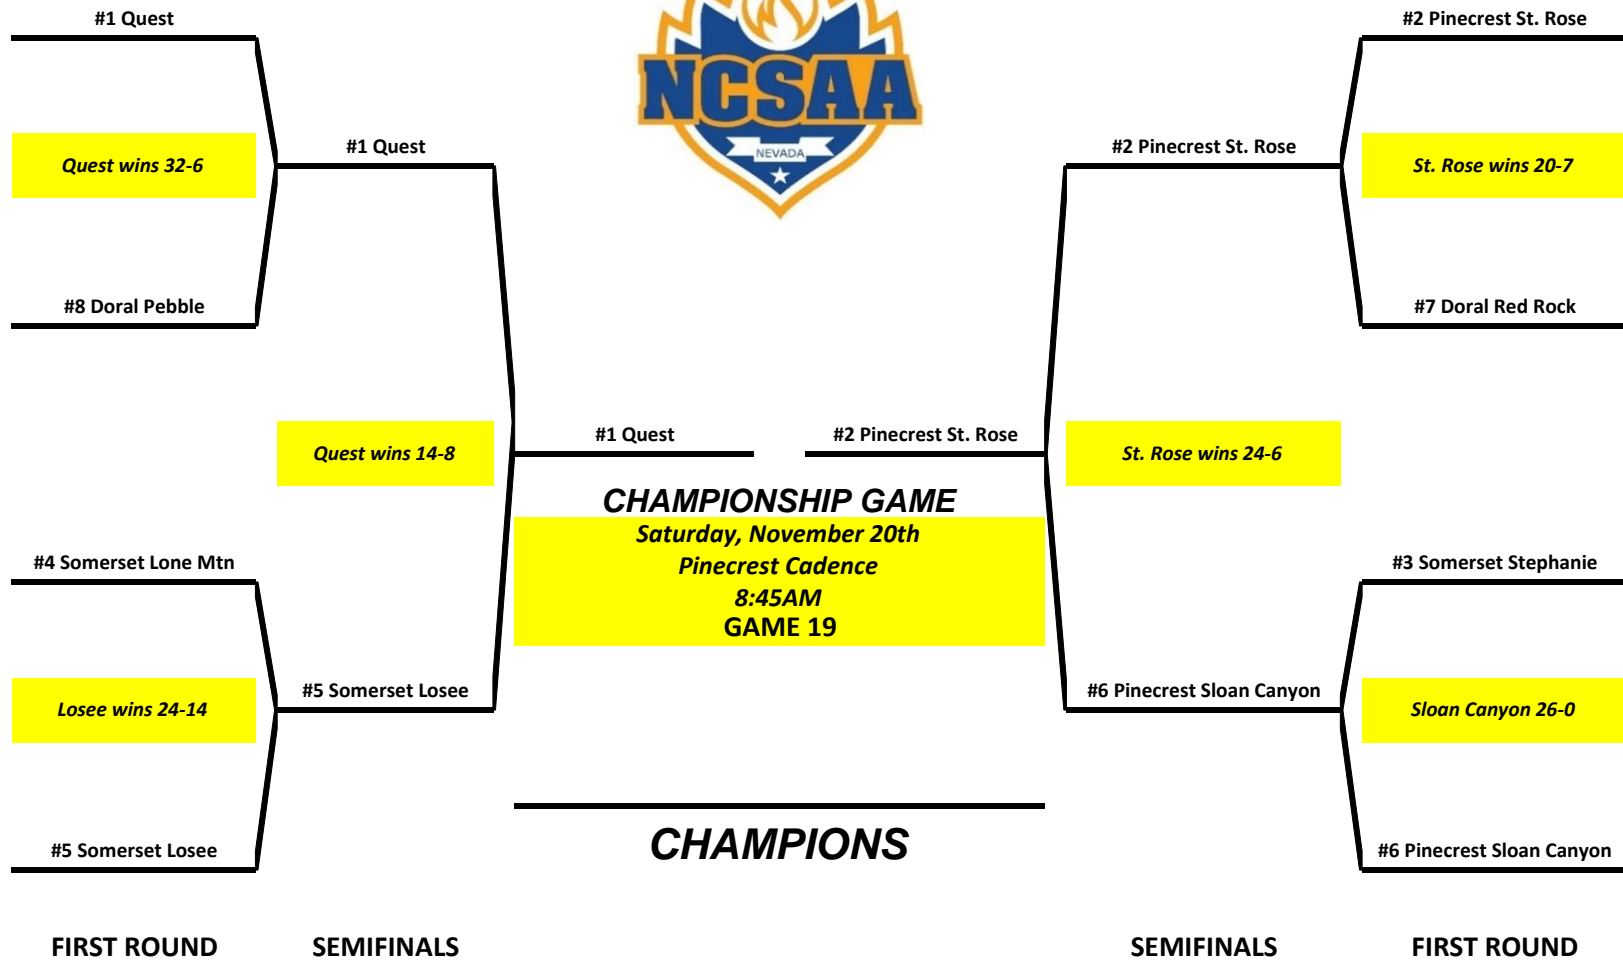 #1 Quest
#2 Pinecrest St. Rose
NCSAA
NEVADA
Quest wins 32-6
#1 Quest
#2 Pinecrest St. Rose
St. Rose wins 20-7
#8 Doral Pebble
#7 Doral Red Rock
Quest wins 14-8
#1 Quest
#2 Pinecrest St. Rose
St. Rose wins 24-6
CHAMPIONSHIP GAME
Saturday, November 20th
Pinecrest Cadence
8:45AM
GAME 19
#4 Somerset Lone Mtn
#3 Somerset Stephanie
Losee wins 24-14
#5 Somerset Losee
#6 Pinecrest Sloan Canyon
Sloan Canyon 26-0
CHAMPIONS
#5 Somerset Losee
#6 Pinecrest Sloan Canyon
FIRST ROUND
SEMIFINALS
SEMIFINALS
FIRST ROUND